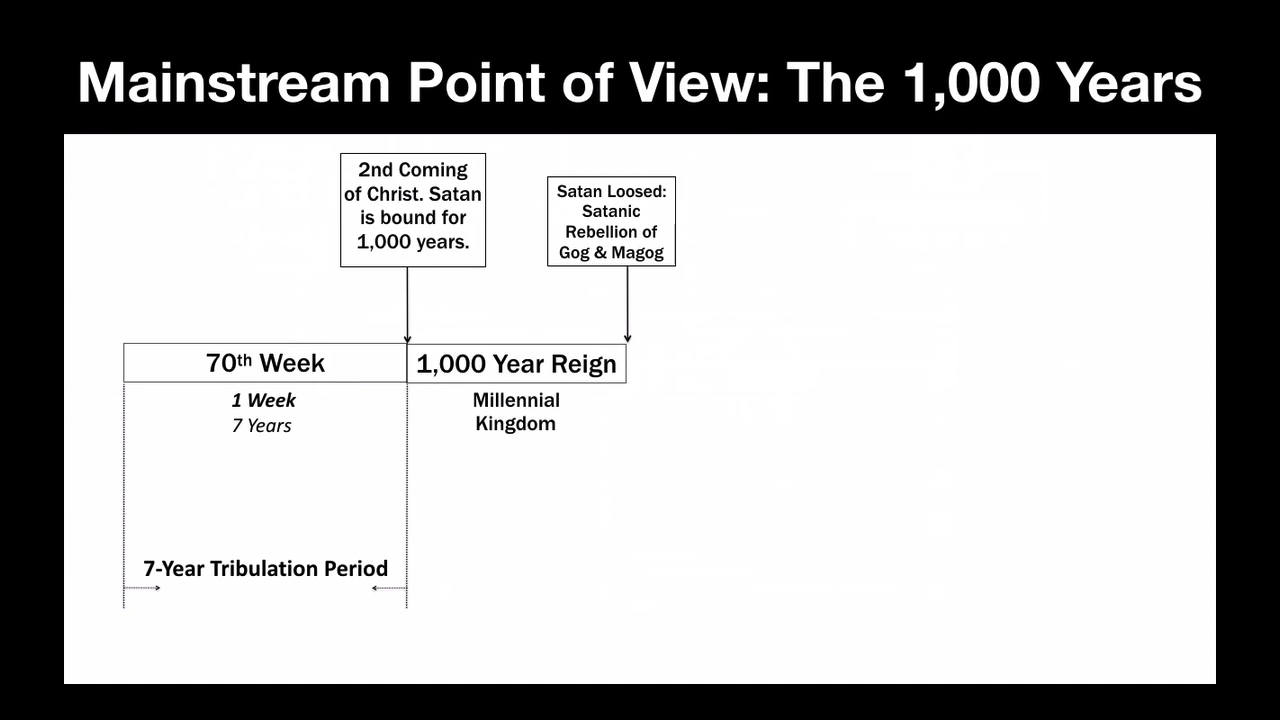 Mainstream Point of View: The 1,000 Years
2nd Coming
of Christ. Satan
is bound for
1,000 years.
Satan Loosed:
Satanic
Rebellion of
Gog & Magog
70th Week
1,000 Year Reign
1 Week
7 Years
Millennial
Kingdom
7-Year Tribulation Period